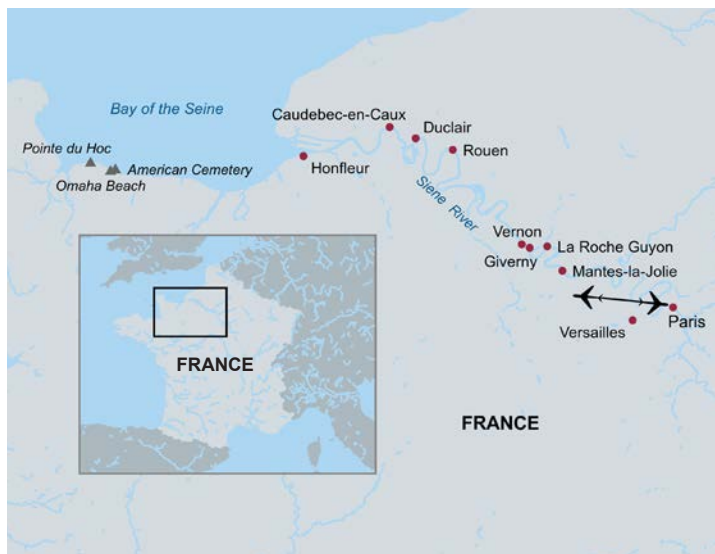 Bay of the Seine
Caudebec-en-Caux
Duclair
Pointe du Hoc
Rouen
American Cemetery
Honfleur
Omaha Beach
Siene River
Vernon
La Roche Guyon
Giverny
Mantes-la-Jolie
Paris
Versailles
FRANCE
FRANCE